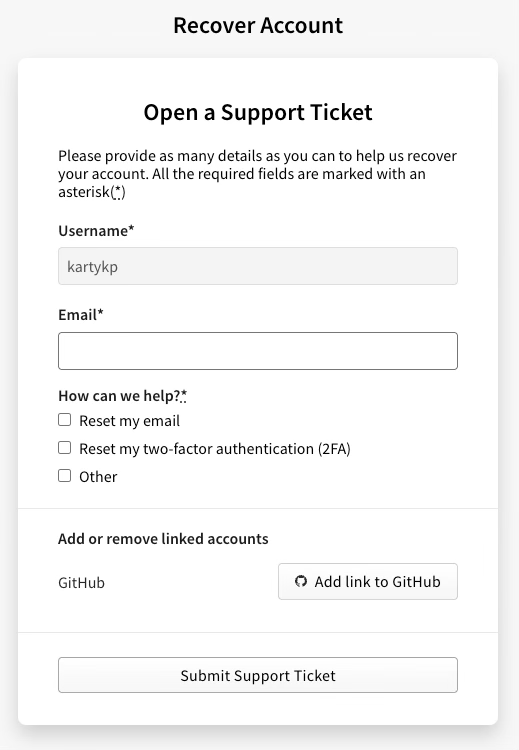 Recover Account
Open a Support Ticket
Please provide as many details as you can to help us recover
your account. All the required fields are marked with an
asterisk(*)
Username*
kartykp
Email*
How can we help?*
Reset my email
Reset my two-factor authentication (2FA)
Other
Add or remove linked accounts
GitHub
Add link to GitHub
Submit Support Ticket